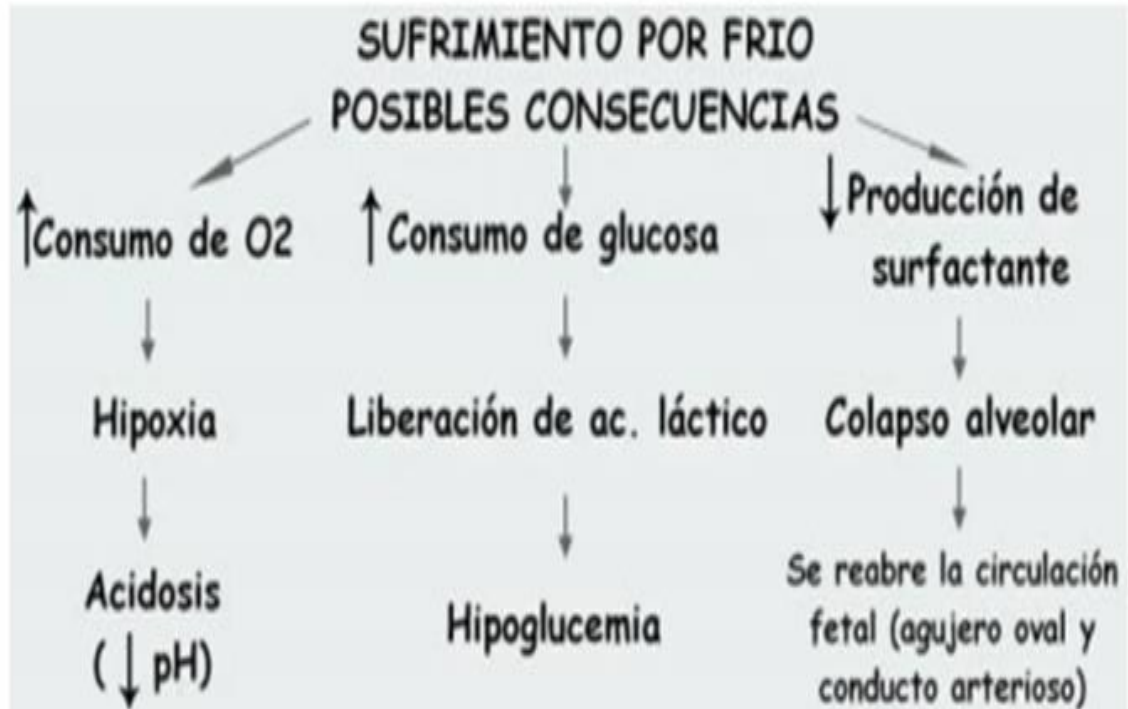 SUFRIMIENTO POR FRIO
POSIBLES CONSECUENCIAS
Consumo de O2
Hipoxia
Acidosis
(↓ pH)
Consumo de glucosa
Liberación de ac. láctico
Hipoglucemia
Producción de
surfactante
Colapso alveolar
Se reabre la circulación
fetal (agujero oval y
conducto arterioso)